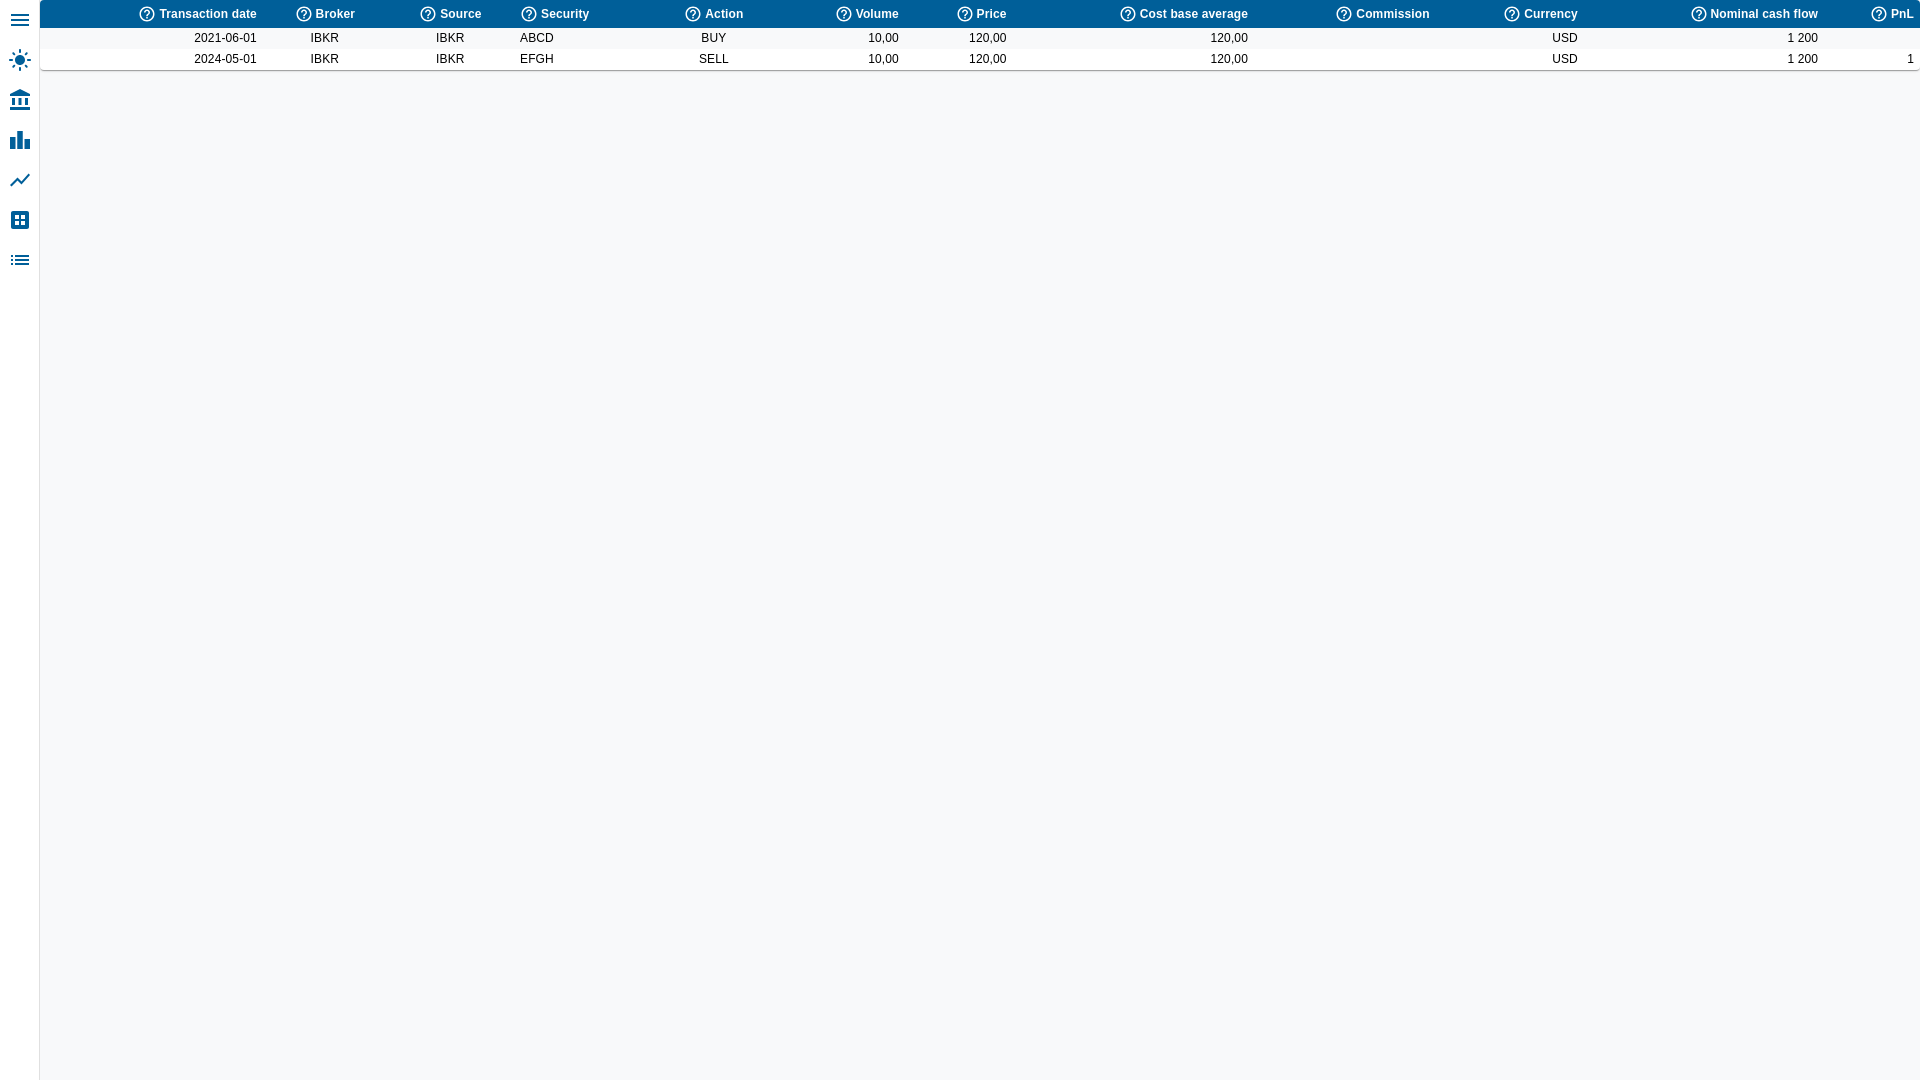 Transaction date Broker Source Security Action Volume Price Cost base average Commission Currency Nominal cash flow PnL
2021-06-01 IBKR IBKR ABCD BUY 10,00 120,00 120,00 USD 1 200
2024-05-01 IBKR IBKR EFGH SELL 10,00 120,00 120,00 USD 1 200 1